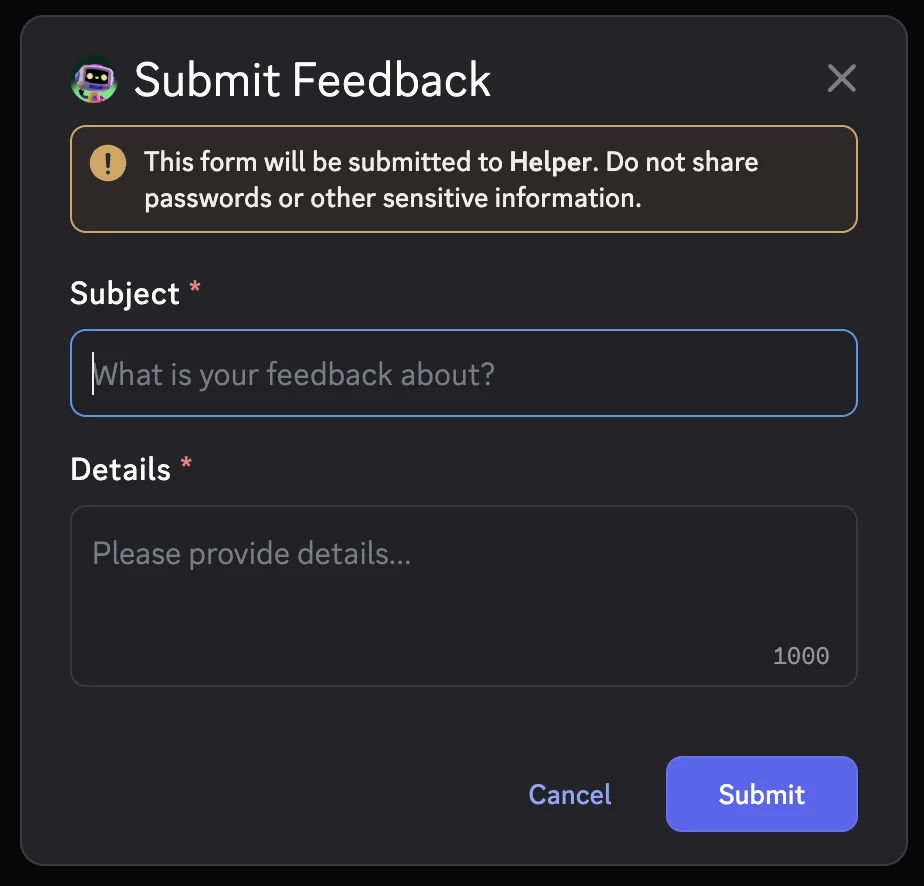 Submit Feedback
This form will be submitted to Helper. Do not share
passwords or other sensitive information.
Subject *
What is your feedback about?
Details *
Please provide details...
1000
Cancel
Submit